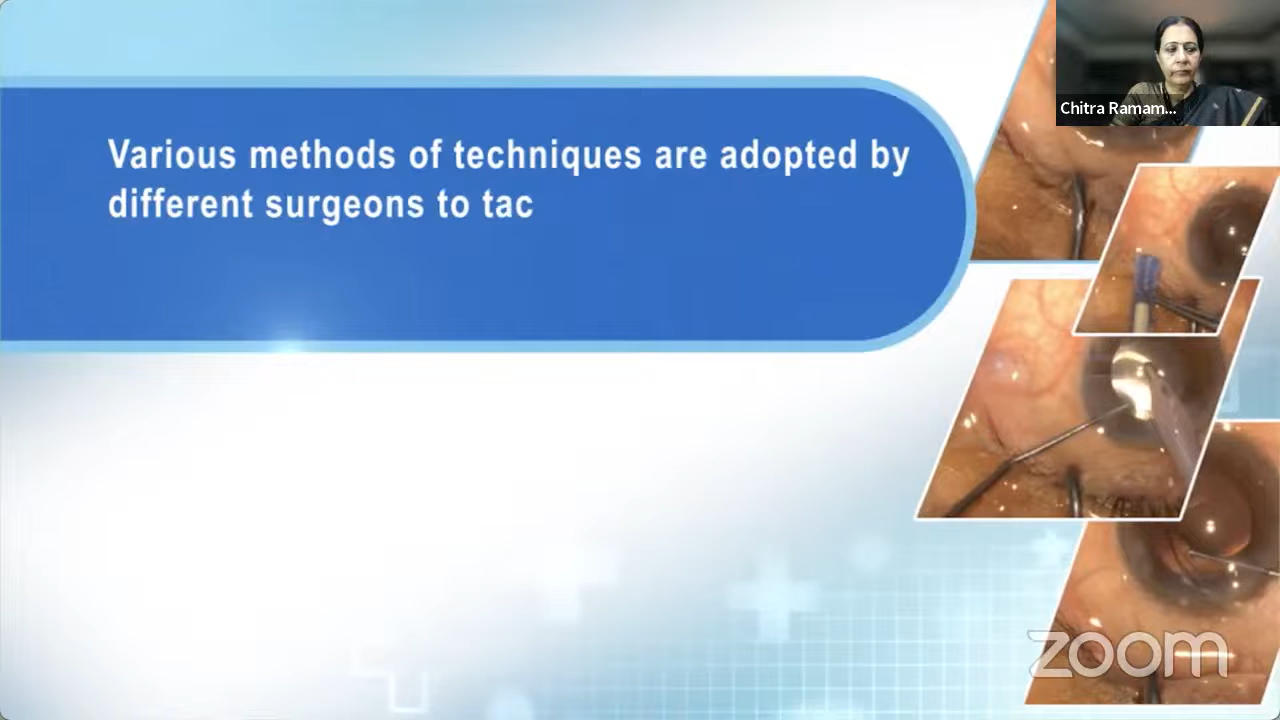 Chitra Ramam...
Various methods of techniques are adopted by
different surgeons to tac
zoom